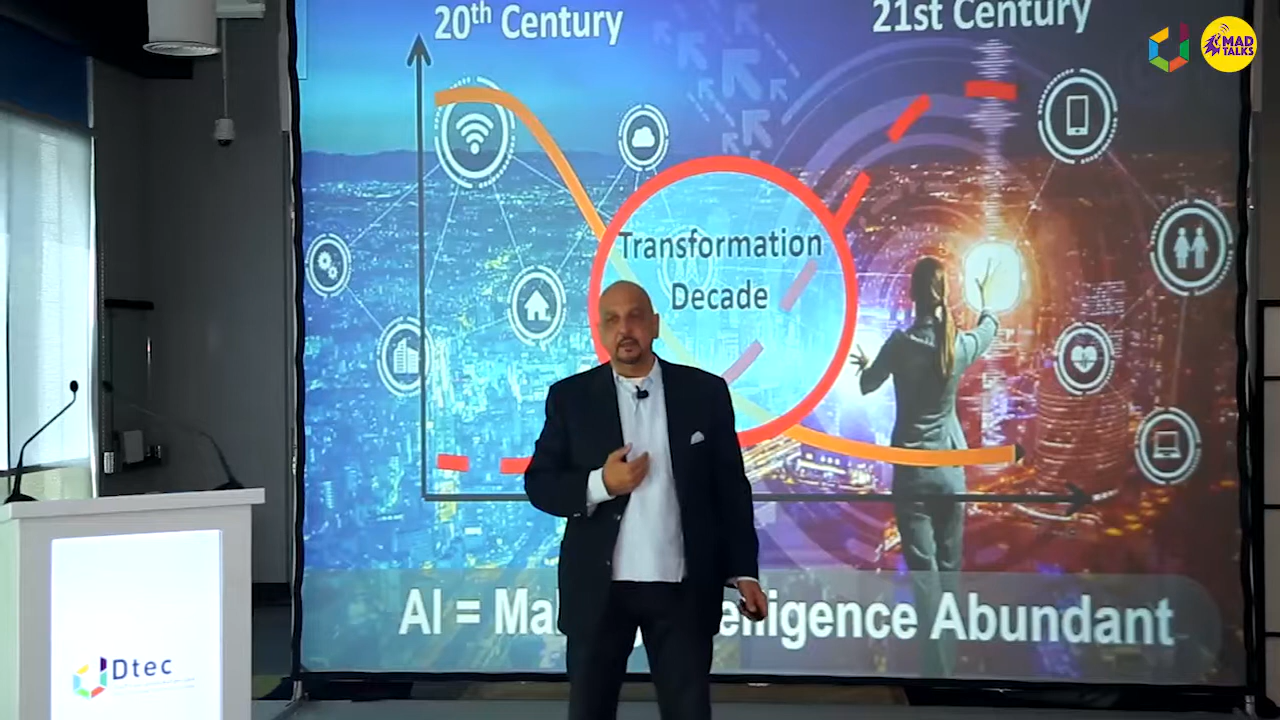 20th Century
21st Century
MAD
TALKS
Transformation
Decade
AI = Ma elligence Abundant
Dtec